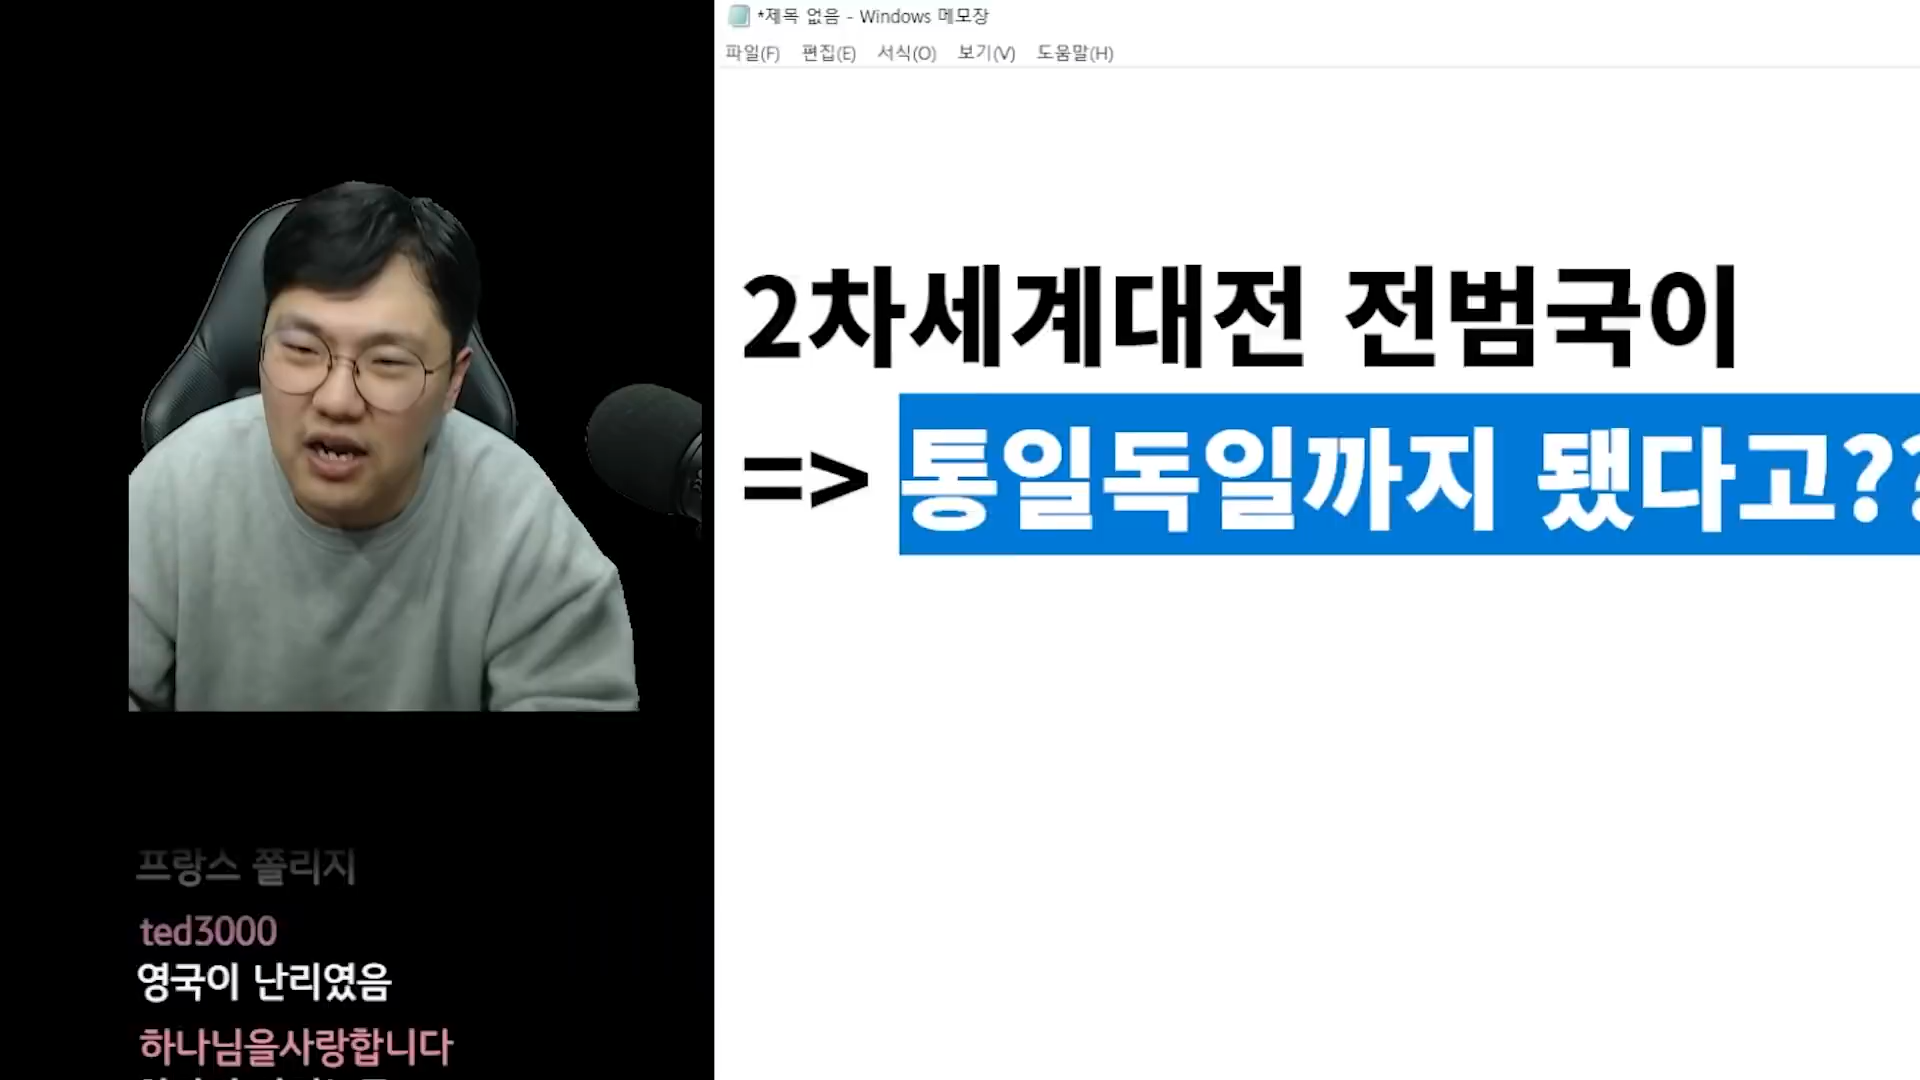 *제목 없음 - Windows 메모장
파일(F) 편집(E) 서식(O) 보기(V) 도움말(H)
2차세계대전 전범국이
=> 통일독일까지 됐다고??
프랑스 쫄리지
ted3000
영국이 난리였음
하나님을사랑합니다